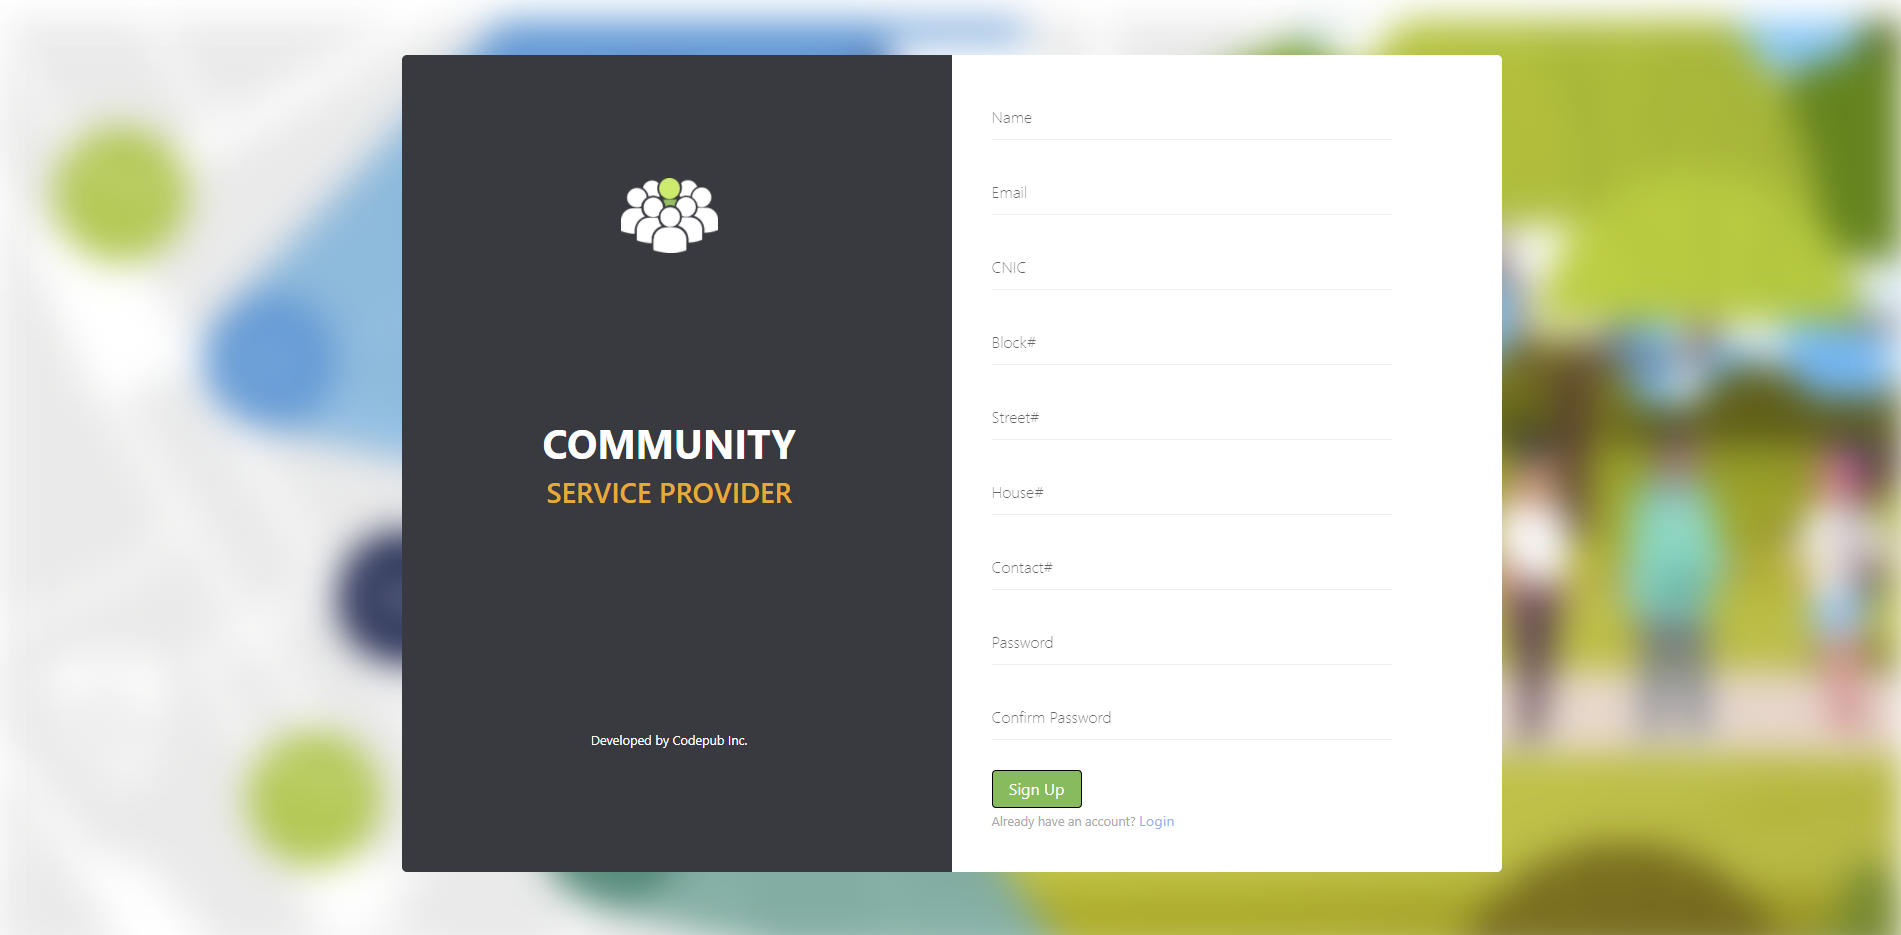 COMMUNITY
SERVICE PROVIDER
Developed by Codepub Inc.
Name
Email
CNIC
Block#
Street#
House#
Contact#
Password
Confirm Password
Sign Up
Already have an account? Login